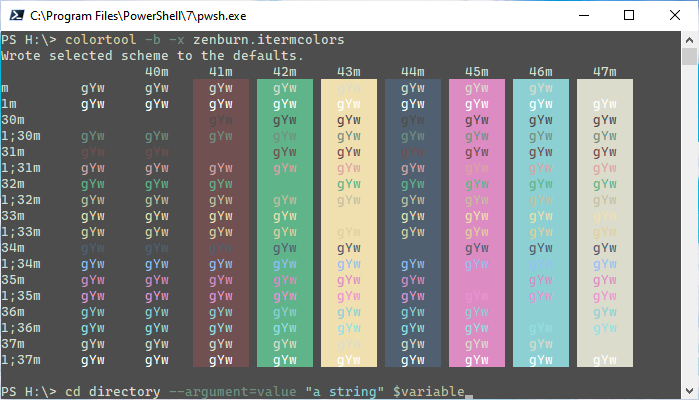 C:\Program Files\PowerShell\7\pwsh.exe
PS H:\> colortool -b -x zenburn.itermcolors
Wrote selected scheme to the defaults.
40m 41m 42m 43m 44m 45m 46m 47m
m gYw gYw gYw gYw gYw gYw gYw gYw
1m gYw gYw gYw gYw gYw gYw gYw gYw gYw
30m gYw gYw gYw gYw gYw gYw gYw
1;30m gYw gYw gYw gYw gYw gYw gYw gYw gYw
31m gYw gYw gYw gYw gYw gYw gYw gYw
1;31m gYw gYw gYw gYw gYw gYw gYw gYw gYw
32m gYw gYw gYw gYw gYw gYw gYw gYw
1;32m gYw gYw gYw gYw gYw gYw gYw gYw gYw
33m gYw gYw gYw gYw gYw gYw gYw gYw
1;33m gYw gYw gYw gYw gYw gYw gYw gYw gYw
34m gYw gYw gYw gYw gYw gYw gYw gYw
1;34m gYw gYw gYw gYw gYw gYw gYw gYw gYw
35m gYw gYw gYw gYw gYw gYw gYw gYw
1;35m gYw gYw gYw gYw gYw gYw gYw gYw gYw
36m gYw gYw gYw gYw gYw gYw gYw gYw
1;36m gYw gYw gYw gYw gYw gYw gYw gYw gYw
37m gYw gYw gYw gYw gYw gYw gYw gYw
1;37m gYw gYw gYw gYw gYw gYw gYw gYw gYw
PS H:\> cd directory --argument=value "a string" $variable